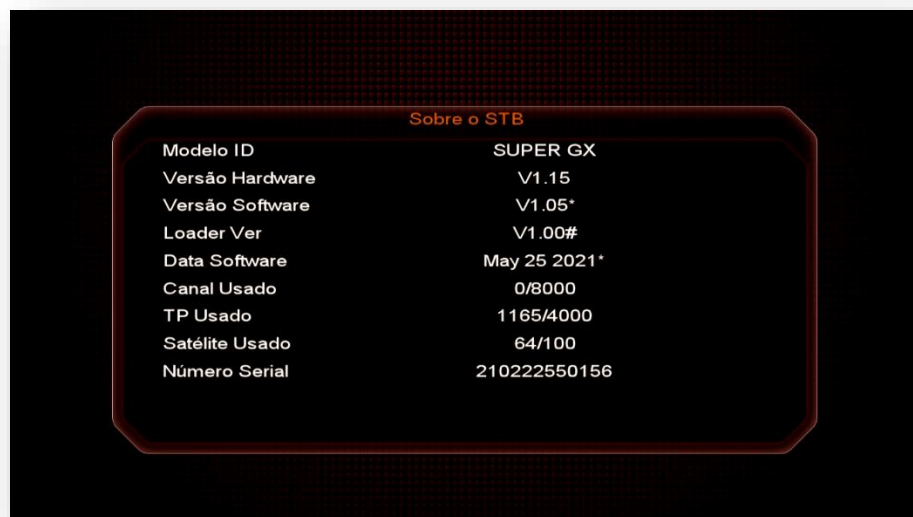 Sobre o STB
Modelo ID SUPER GX
Versão Hardware V1.15
Versão Software V1.05*
Loader Ver V1.00#
Data Software May 25 2021*
Canal Usado 0/8000
TP Usado 1165/4000
Satélite Usado 64/100
Número Serial 210222550156